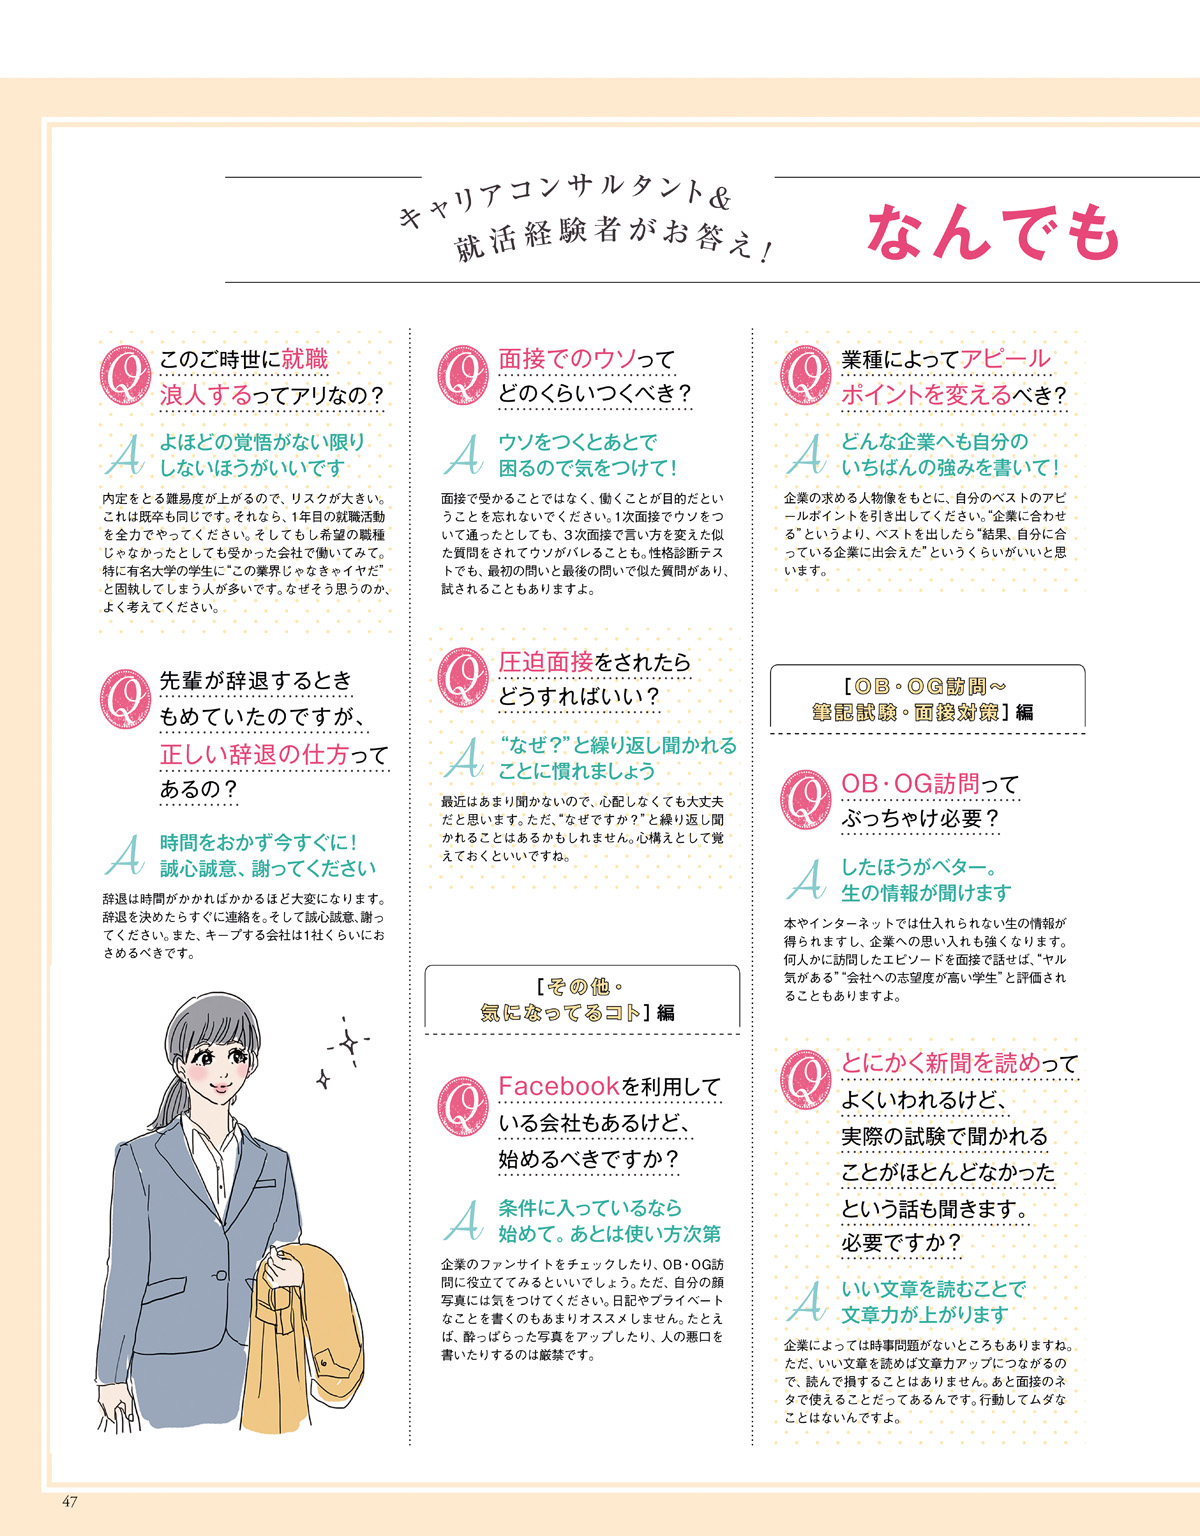 キャリアコンサルタント&
就活経験者がお答え！
なんでも
Q
業種によってアピール
ポイントを変えるべき？
A
どんな企業へも自分の
いちばんの強みを書いて！
企業の求める人物像をもとに、自分のベストのアピ
ールポイントを引き出してください。“企業に合わせ
る”というより、ベストを出したら“結果、自分に合
っている企業に出会えた”というくらいがいいと思
います。
[OB・OG訪問〜
筆記試験・面接対策]編
Q
OB・OG訪問って
ぶっちゃけ必要？
A
したほうがベター。
生の情報が聞けます
本やインターネットでは仕入れられない生の情報が
得られますし、企業への思い入れも強くなります。
何人かに訪問したエピソードを面接で話せば、“ヤル
気がある”“会社への志望度が高い学生”と評価され
ることもありますよ。
Q
とにかく新聞を読めって
よくいわれるけど、
実際の試験で聞かれる
ことがほとんどなかった
という話も聞きます。
必要ですか？
A
いい文章を読むことで
文章力が上がります
企業によっては時事問題がないところもありますね。
ただ、いい文章を読めば文章力アップにつながるの
で、読んで損することはありません。あと面接のネ
タで使えることだってあるんです。行動してムダな
ことはないんですよ。
Q
面接でのウソって
どのくらいつくべき？
A
ウソをつくとあとで
困るので気をつけて！
面接で受かることではなく、働くことが目的だとい
うことを忘れないでください。1次面接でウソをつ
いて通ったとしても、3次面接で言い方を変えた似
た質問をされてウソがバレることも。性格診断テス
トでも、最初の問いと最後の問いで似た質問があり、
試されることもありますよ。
Q
圧迫面接をされたら
どうすればいい？
A
“なぜ？”と繰り返し聞かれる
ことに慣れましょう
最近はあまり聞かないので、心配しなくても大丈夫
だと思います。ただ、“なぜですか？”と繰り返し聞
かれることはあるかもしれません。心構えとして覚
えておくといいですね。
[その他・
気になってるコト]編
Q
Facebookを利用して
いる会社もあるけど、
始めるべきですか？
A
条件に入っているなら
始めて。あとは使い方次第
企業のファンサイトをチェックしたり、OB・OG訪
問に役立ててみるといいでしょう。ただ、自分の顔
写真には気をつけてください。日記やプライベート
なことを書くのもあまりオススメしません。たとえ
ば、酔っぱらった写真をアップしたり、人の悪口を
書いたりするのは厳禁です。
Q
このご時世に就職
浪人するってアリなの？
A
よほどの覚悟がない限り
しないほうがいいです
内定をとる難易度が上がるので、リスクが大きい。
これは既卒も同じです。それなら、1年目の就職活動
を全力でやってください。そしてもし希望の職種
じゃなかったとしても受かった会社で働いてみて。
特に有名大学の学生に“この業界じゃなきゃイヤだ”
と固執してしまう人が多いです。なぜそう思うのか、
よく考えてください。
Q
先輩が辞退するとき
もめていたのですが、
正しい辞退の仕方って
あるの？
A
時間をおかず今すぐに！
誠心誠意、謝ってください
辞退は時間がかかればかかるほど大変になります。
辞退を決めたらすぐに連絡を。そして誠心誠意、謝っ
てください。また、キープする会社は1社くらいにお
さめるべきです。
47